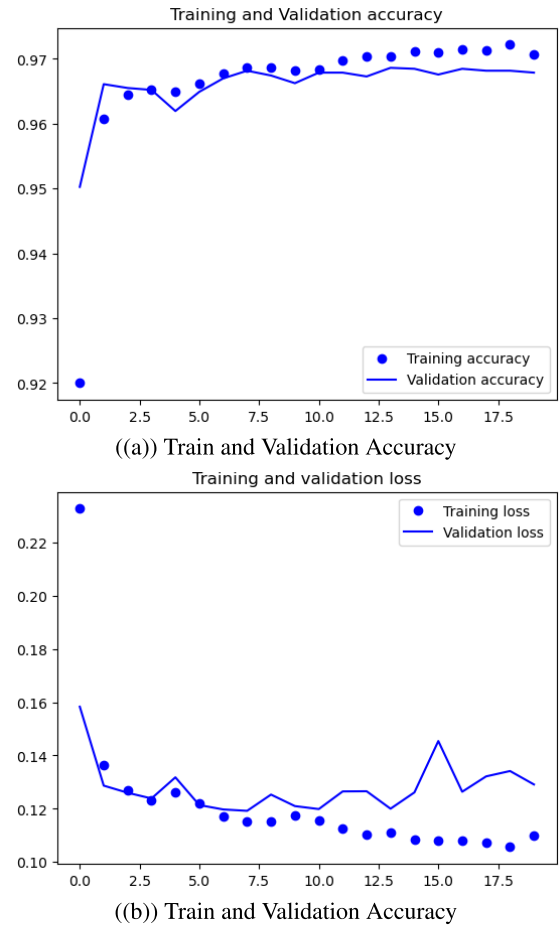 Training and Validation accuracy
0.97
0.96
0.95
0.94
0.93
0.92
Training accuracy
Validation accuracy
0.0 2.5 5.0 7.5 10.0 12.5 15.0 17.5
((a)) Train and Validation Accuracy
Training and validation loss
Training loss
Validation loss
0.22
0.20
0.18
0.16
0.14
0.12
0.10
0.0 2.5 5.0 7.5 10.0 12.5 15.0 17.5
((b)) Train and Validation Accuracy